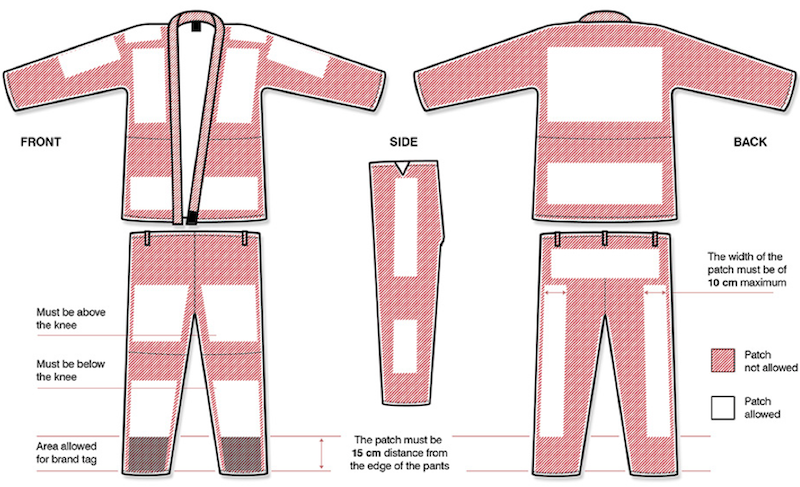 FRONT
SIDE
BACK
The width of the
patch must be of
10 cm maximum
Must be above
the knee
Must be below
the knee
Patch
not allowed
Patch
allowed
Area allowed
for brand tag
The patch must be
15 cm distance from
the edge of the pants